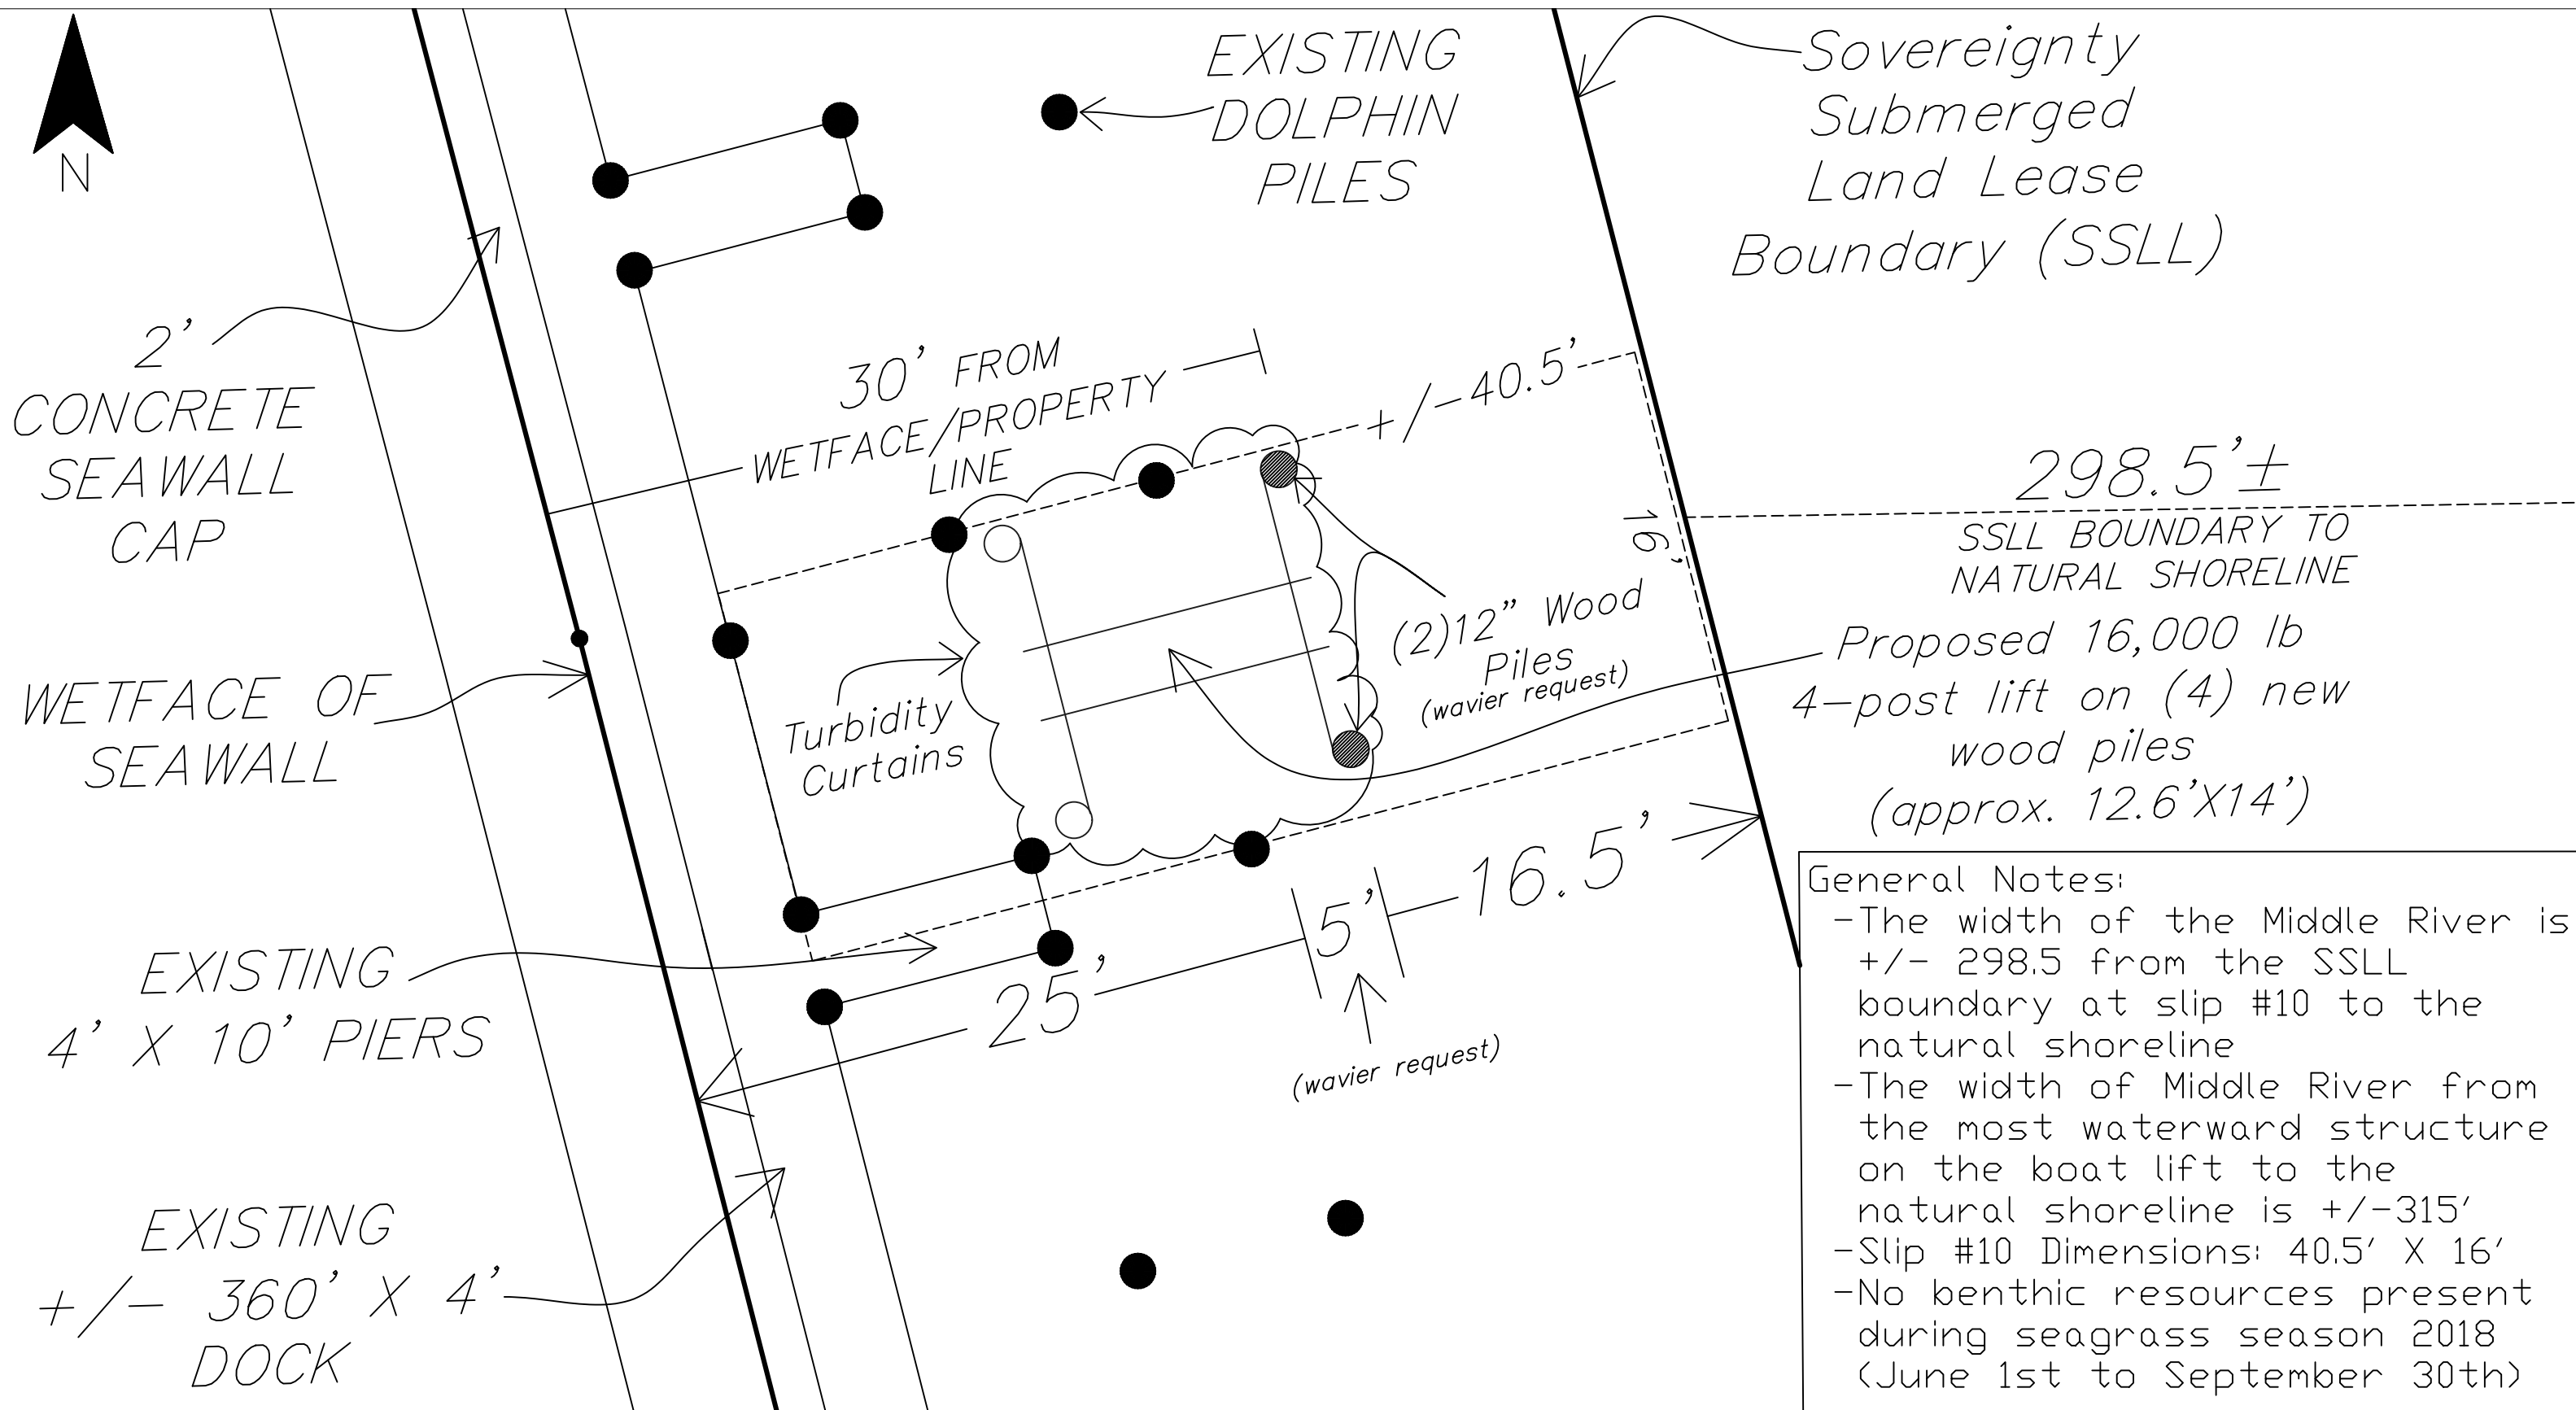 N
EXISTING
DOLPHIN
PILES
Sovereignty
Submerged
Land Lease
Boundary (SSLL)
2'
CONCRETE
SEAWALL
CAP
30' FROM
WETFACE/PROPERTY
LINE
+/-40.5'
16'
298.5'±
SSLL BOUNDARY TO
NATURAL SHORELINE
WETFACE OF
SEAWALL
Turbidity
Curtains
(2)12" Wood
Piles
(wavier request)
Proposed 16,000 lb
4-post lift on (4) new
wood piles
(approx. 12.6'X14')
EXISTING
4' X 10' PIERS
25'
5'
16.5'
(wavier request)
EXISTING
+/- 360' X 4'
DOCK
General Notes:
-The width of the Middle River is
+/- 298.5 from the SSLL
boundary at slip #10 to the
natural shoreline
-The width of Middle River from
the most waterward structure
on the boat lift to the
natural shoreline is +/-315'
-Slip #10 Dimensions: 40.5' X 16'
-No benthic resources present
during seagrass season 2018
(June 1st to September 30th)